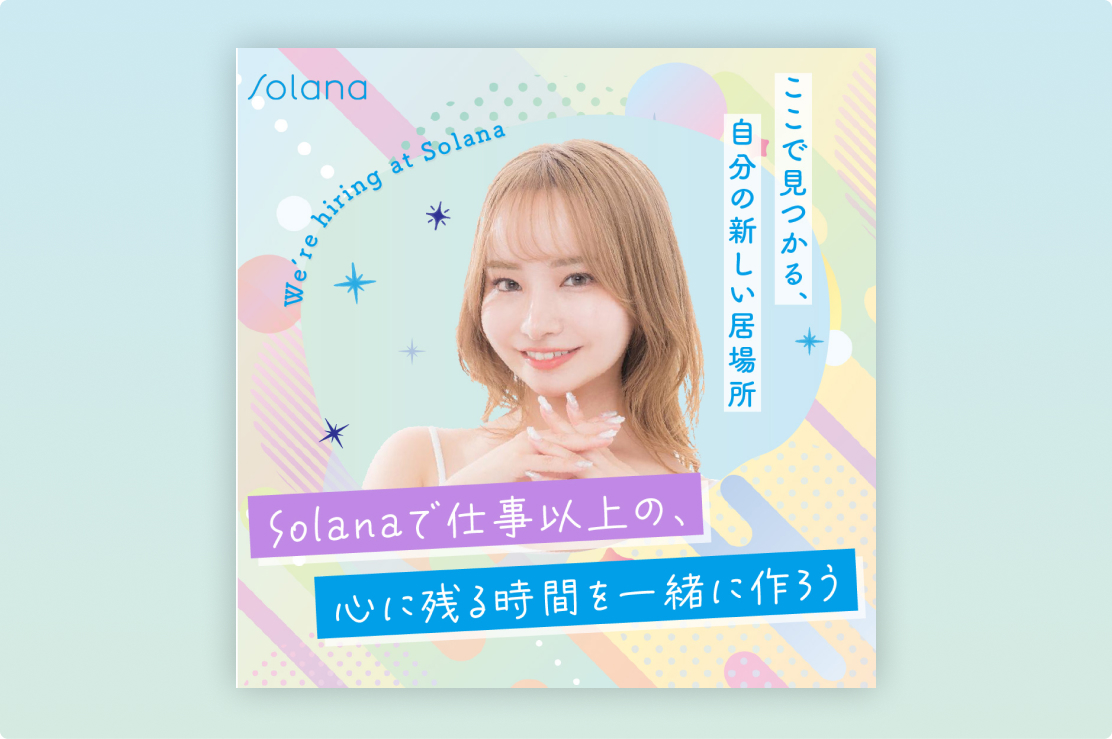 Solana
We're hiring at Solana
ここで見つかる、
自分の新しい居場所
Solanaで仕事以上の、
心に残る時間を一緒に作ろう